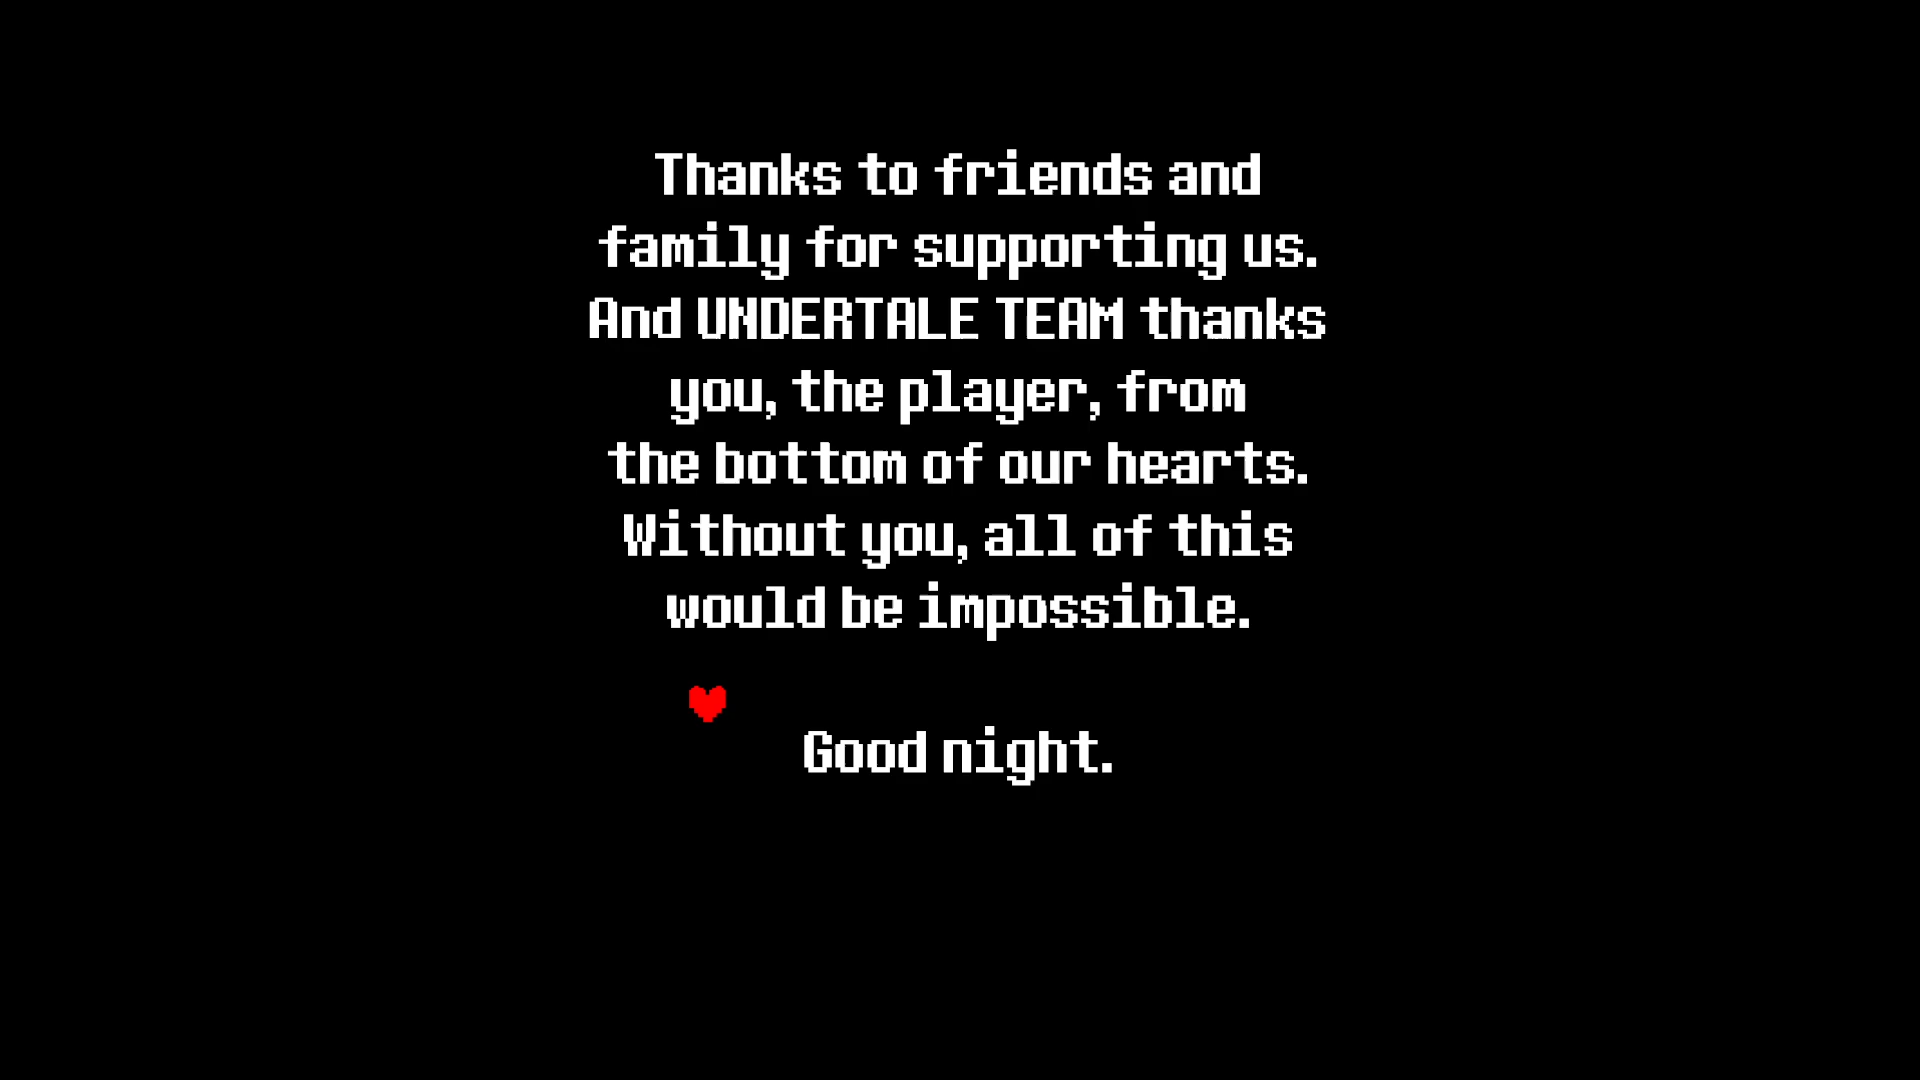 Thanks to friends and
family for supporting us.
And UNDERTALE TEAM thanks
you, the player, from
the bottom of our hearts.
Without you, all of this
would be impossible.
Good night.